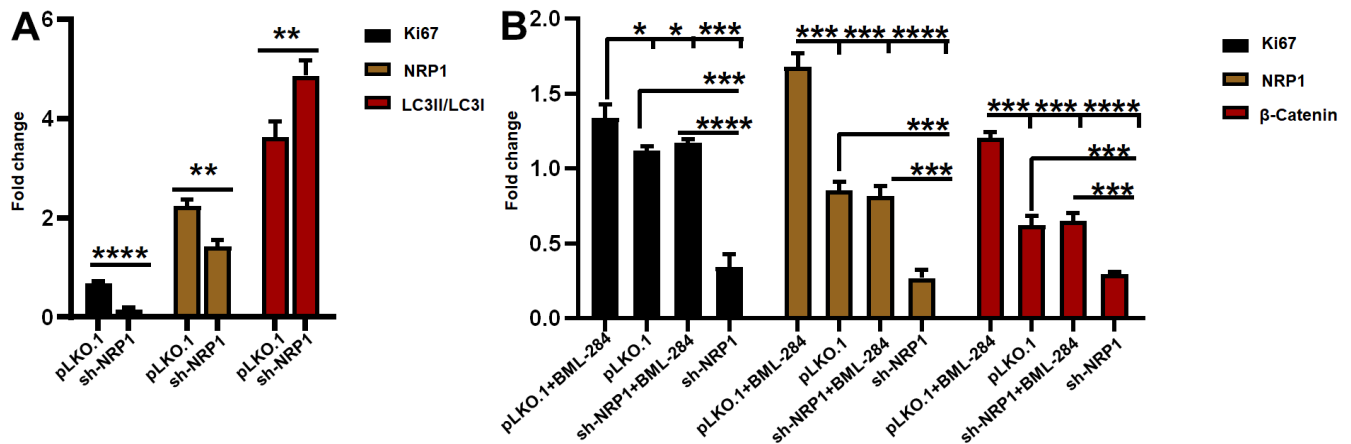 A
Fold change
6
4
2
0
****
**
**
pLKO.1
sh-NRP1
pLKO.1
sh-NRP1
pLKO.1
sh-NRP1
Ki67
NRP1
LC3II/LC3I
B
Fold change
2.0
1.5
1.0
0.5
0.0
* * ***
***
****
*** *** ****
***
***
*** *** ****
***
***
pLKO.1+BML-284
pLKO.1
sh-NRP1+BML-284
sh-NRP1
pLKO.1+BML-284
pLKO.1
sh-NRP1+BML-284
sh-NRP1
pLKO.1+BML-284
pLKO.1
sh-NRP1+BML-284
sh-NRP1
Ki67
NRP1
β-Catenin